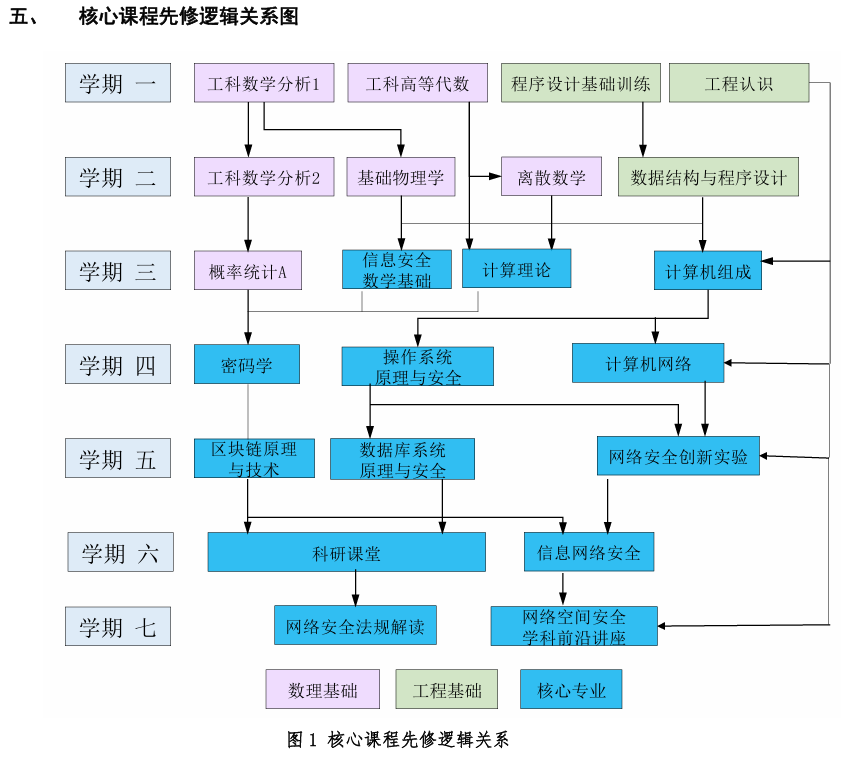 五、 核心课程先修逻辑关系图
学期 一
工科数学分析1
工科高等代数
程序设计基础训练
工程认识
学期 二
工科数学分析2
基础物理学
离散数学
数据结构与程序设计
学期 三
概率统计A
信息安全
数学基础
计算理论
计算机组成
学期 四
密码学
操作系统
原理与安全
计算机网络
学期 五
区块链原理
与技术
数据库系统
原理与安全
网络安全创新实验
学期 六
科研课堂
信息网络安全
学期 七
网络安全法规解读
网络空间安全
学科前沿讲座
数理基础
工程基础
核心专业
图1 核心课程先修逻辑关系